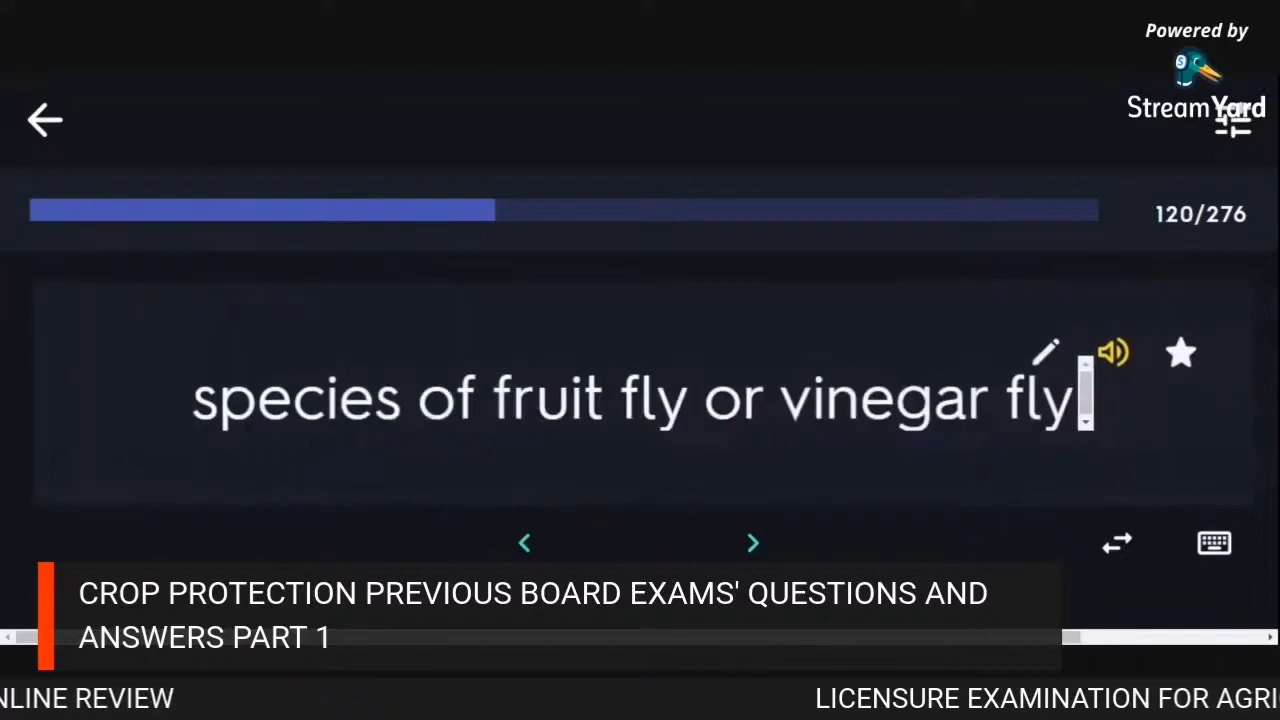 Powered by
StreamYard
120/276
species of fruit fly or vinegar fly
CROP PROTECTION PREVIOUS BOARD EXAMS' QUESTIONS AND
ANSWERS PART 1
NLINE REVIEW
LICENSURE EXAMINATION FOR AGRI